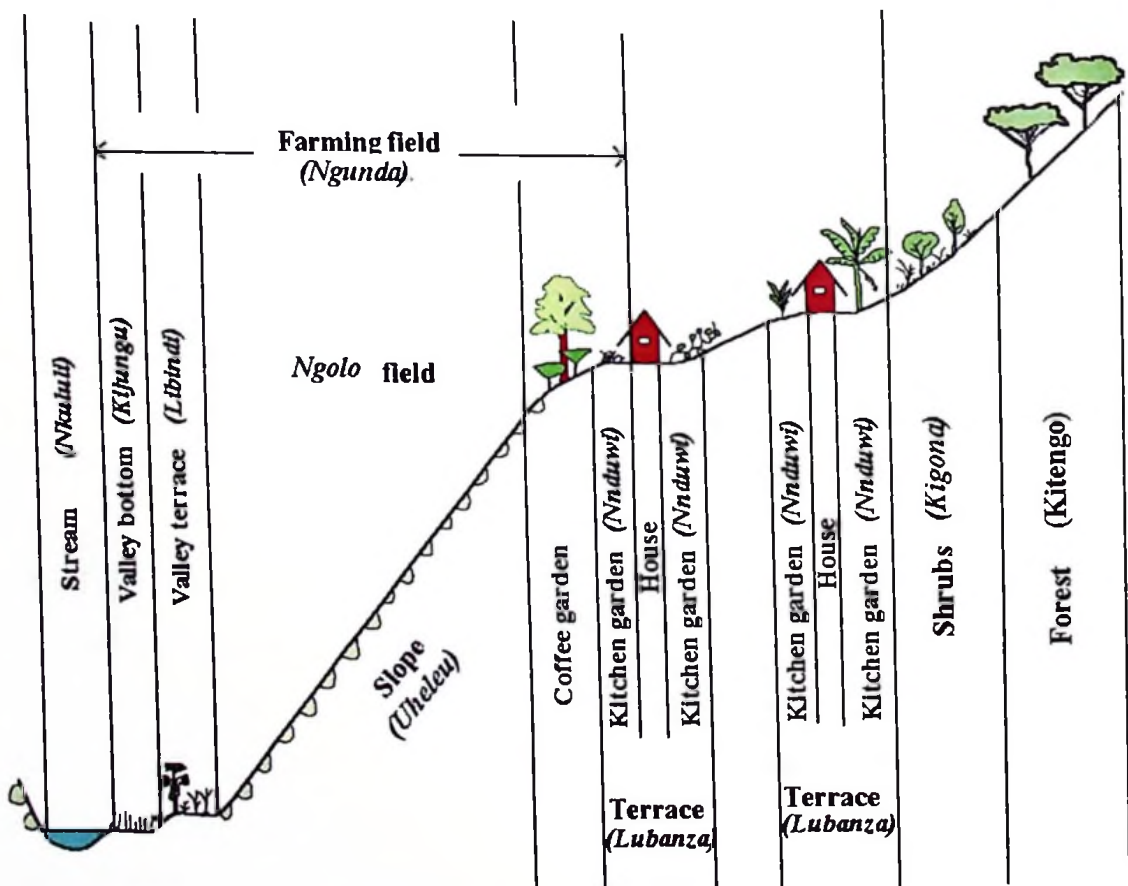 Farming field
(Ngunda)
Ngolo field
Stream (Nkululi)
Valley bottom (Kijungu)
Valley terrace (Libindi)
Slope
(Uheleu)
Coffee garden
Kitchen garden (Nnduwi)
House
Kitchen garden (Nnduwi)
Kitchen garden (Nnduwi)
House
Kitchen garden (Nnduwi)
Shrubs (Kigona)
Forest (Kitengo)
Terrace
(Lubanza)
Terrace
(Lubanza)